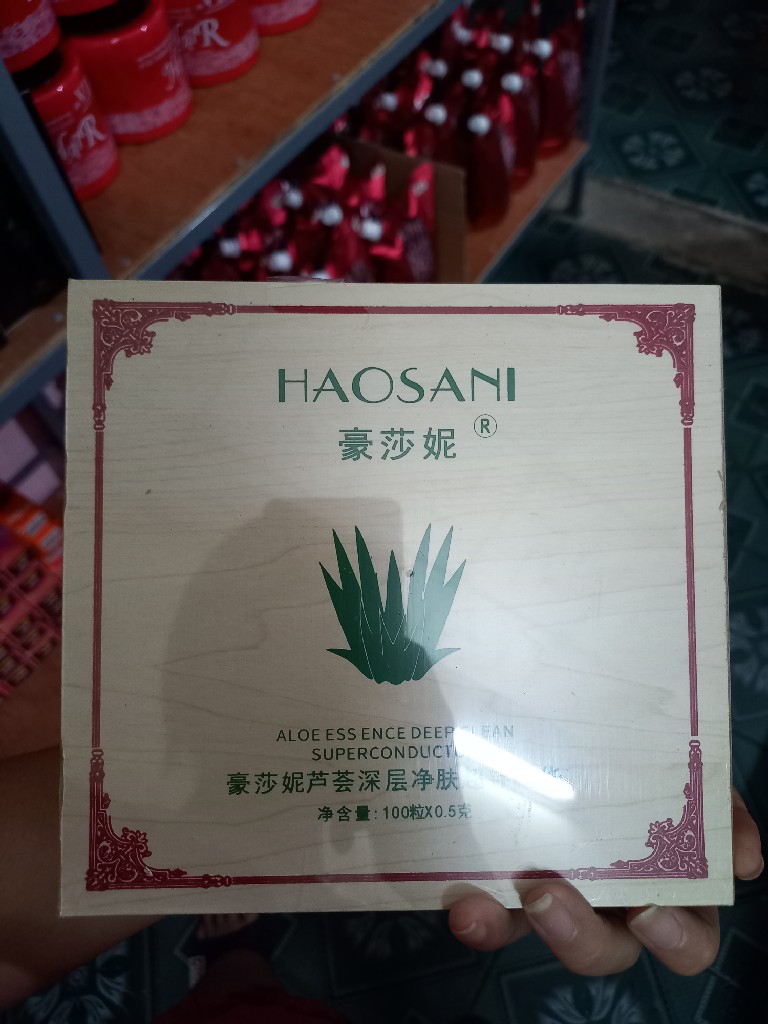 HAOSANI
豪莎妮 ®
ALOE ESS ENCE DEEP CLEAN
豪莎妮芦荟深层净肤
净含量:100粒X0.5克